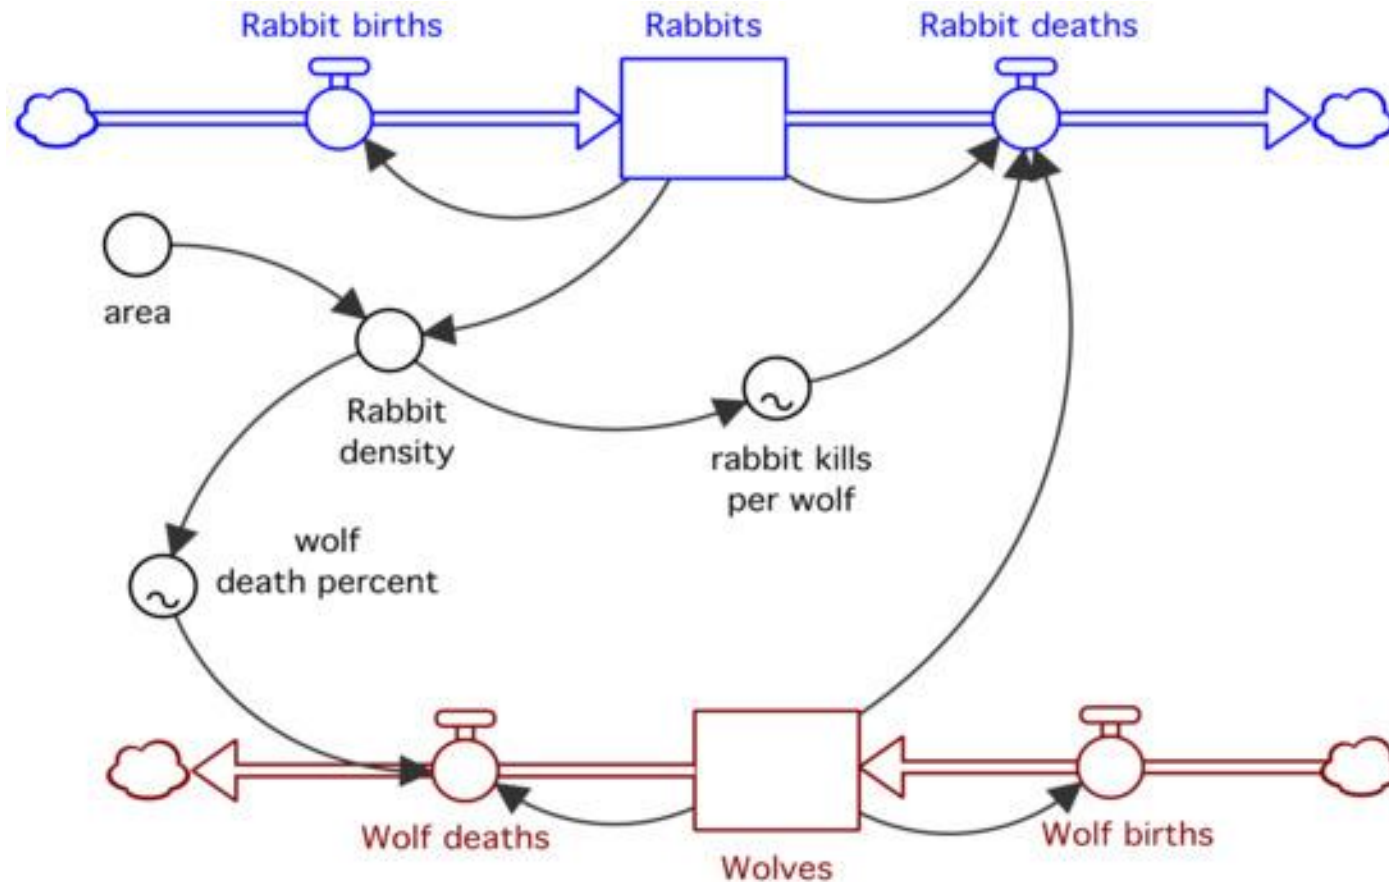 Rabbit births
Rabbits
Rabbit deaths
area
Rabbit
density
rabbit kills
per wolf
wolf
death percent
Wolf deaths
Wolves
Wolf births